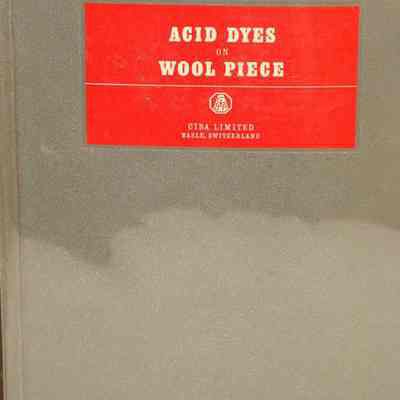 ACID DYES
ON
WOOL PIECE
CIBA LIMITED
BASLE, SWITZERLAND